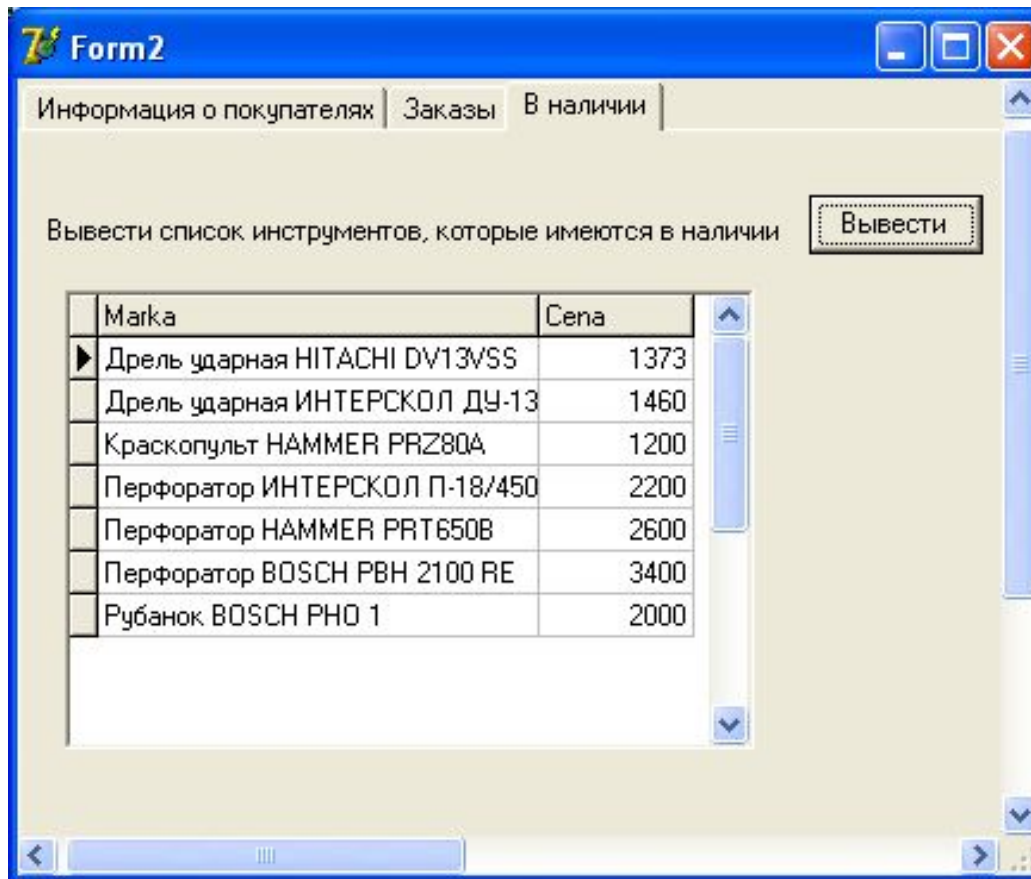 Form2
Информация о покупателях Заказы В наличии
Вывести список инструментов, которые имеются в наличии Вывести
Marka Cena
Дрель ударная HITACHI DV13VSS 1373
Дрель ударная ИНТЕРСКОЛ ДУ-13 1460
Краскопульт HAMMER PRZ80A 1200
Перфоратор ИНТЕРСКОЛ П-18/450 2200
Перфоратор HAMMER PRT650B 2600
Перфоратор BOSCH PBH 2100 RE 3400
Рубанок BOSCH PHO 1 2000